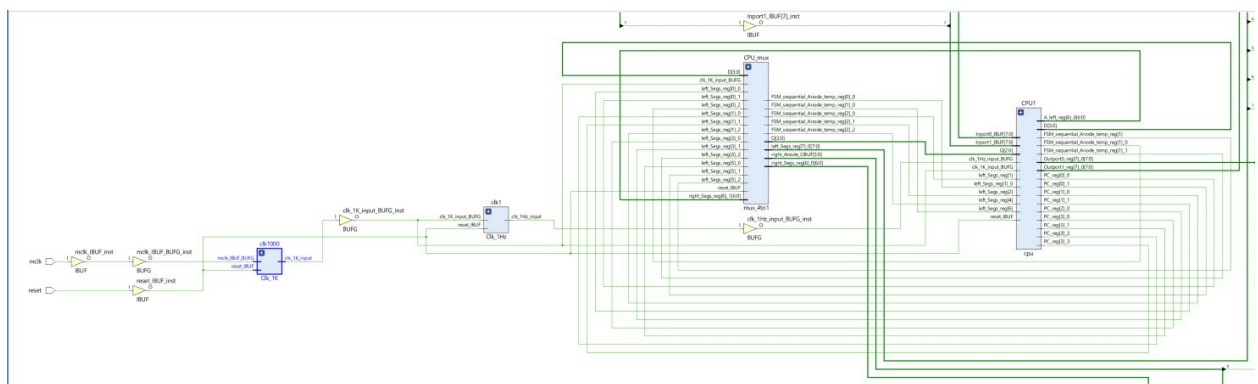 Inport1_IBUF[7]_inst
I O
IBUF
CPU_mux
D[3:0]
clk_1K_input_BUFG
left_Segs_reg[0]_0
left_Segs_reg[0]_1
left_Segs_reg[0]_2
left_Segs_reg[1]_0
left_Segs_reg[1]_1
left_Segs_reg[1]_2
left_Segs_reg[3]_0
left_Segs_reg[3]_1
left_Segs_reg[3]_2
left_Segs_reg[5]_0
left_Segs_reg[5]_1
left_Segs_reg[5]_2
reset_IBUF
right_Segs_reg[6]_1[6:0]
FSM_sequential_Anode_temp_reg[0]_0
FSM_sequential_Anode_temp_reg[1]_0
FSM_sequential_Anode_temp_reg[2]_0
FSM_sequential_Anode_temp_reg[2]_1
FSM_sequential_Anode_temp_reg[2]_2
Q[2:0]
left_Segs_reg[7]_0[7:0]
right_Anode_OBUF[3:0]
right_Segs_reg[6]_0[6:0]
mux_4to1
CPU1
Inport0_IBUF[7:0]
Inport1_IBUF[7:0]
Q[2:0]
clk_1Hz_input_BUFG
clk_1K_input_BUFG
left_Segs_reg[1]
left_Segs_reg[1]_0
left_Segs_reg[2]
left_Segs_reg[4]
left_Segs_reg[6]
reset_IBUF
A_left_reg[6]_0[6:0]
D[3:0]
FSM_sequential_Anode_temp_reg[1]
FSM_sequential_Anode_temp_reg[1]_0
FSM_sequential_Anode_temp_reg[1]_1
Outport0_reg[7]_0[7:0]
Outport1_reg[7]_0[7:0]
PC_reg[0]_0
PC_reg[0]_1
PC_reg[1]_0
PC_reg[1]_1
PC_reg[2]_0
PC_reg[3]_0
PC_reg[3]_1
PC_reg[3]_2
PC_reg[3]_3
cpu
clk_1K_input_BUFG_inst
I O
BUFG
clk1
clk_1K_input_BUFG
reset_IBUF
clk_1Hz_input
Clk_1Hz
clk_1Hz_input_BUFG_inst
I O
BUFG
mclk
mclk_IBUF_inst
I O
IBUF
mclk_IBUF_BUFG_inst
I O
BUFG
clk1000
mclk_IBUF_BUFG
reset_IBUF
clk_1K_input
Clk_1K
reset
reset_IBUF_inst
I O
IBUF